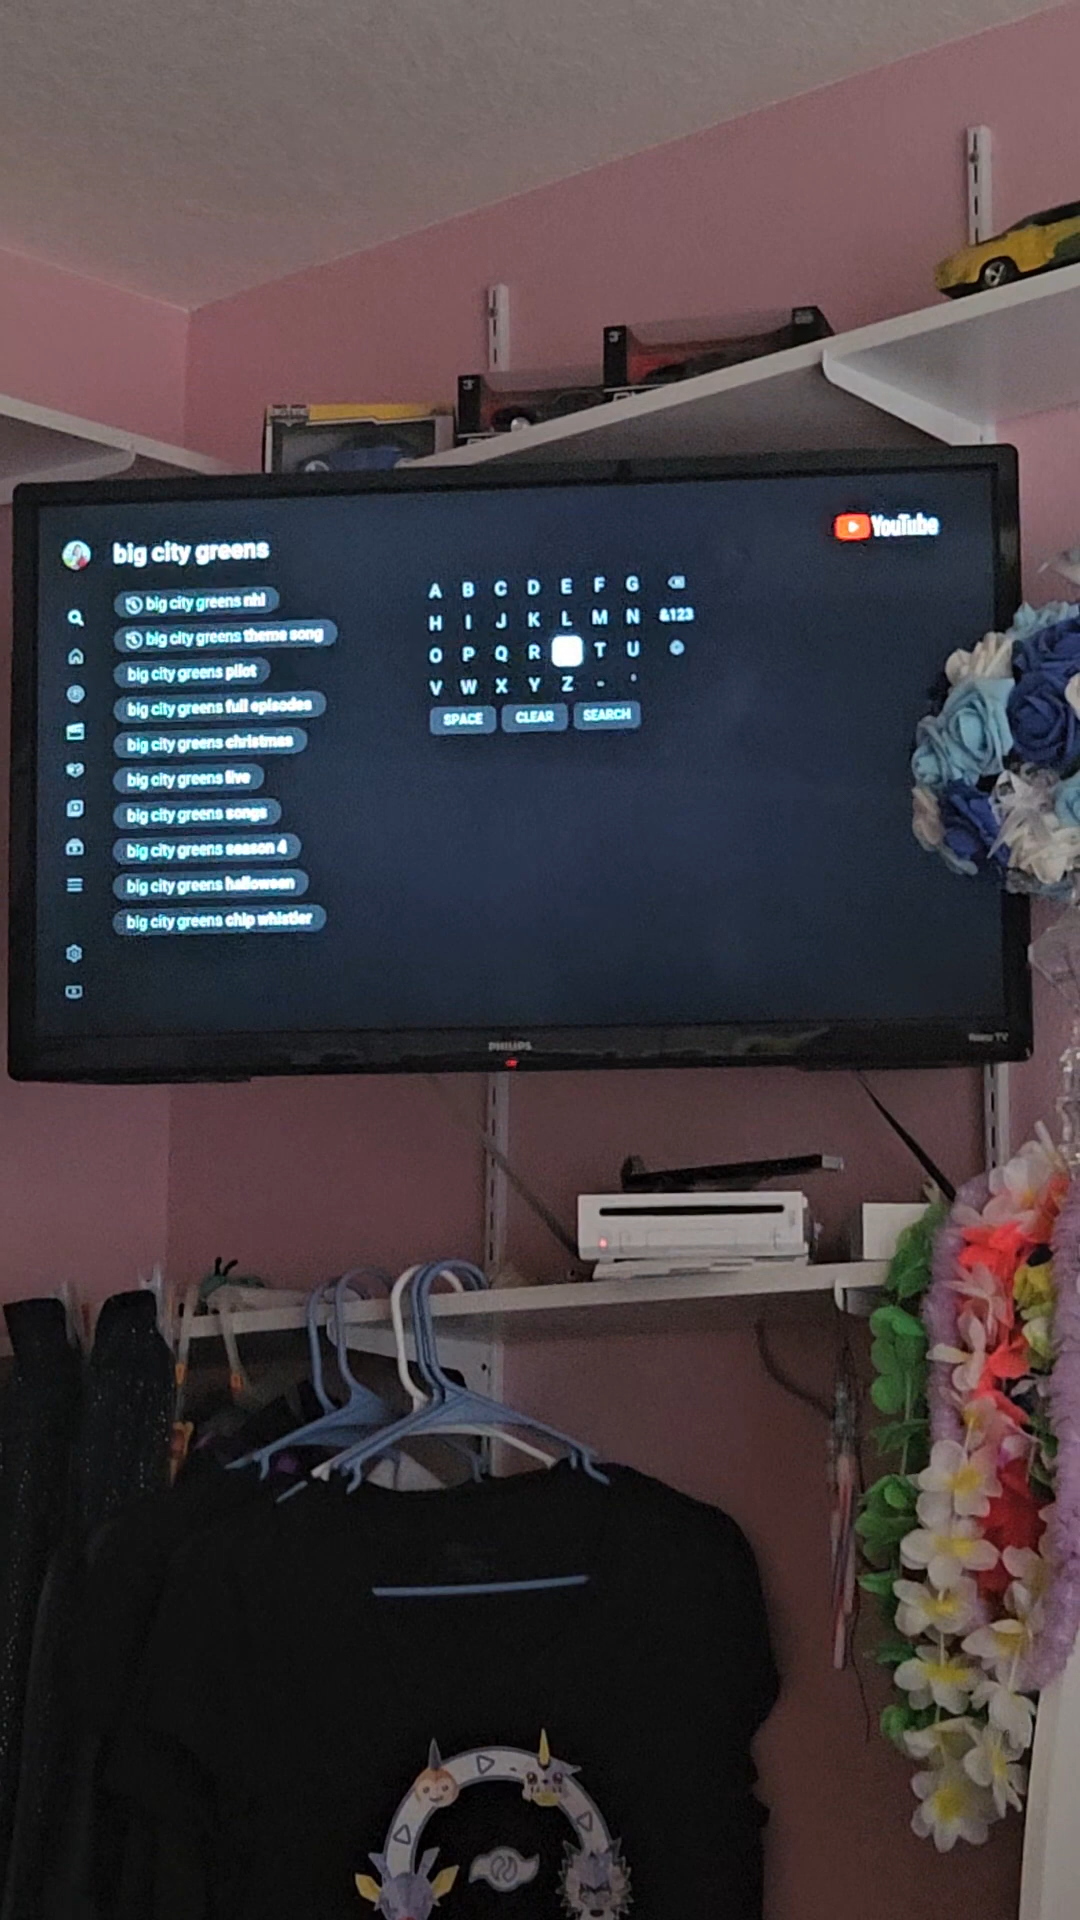 YouTube
big city greens
big city greens nhl
big city greens theme song
big city greens pilot
big city greens full episodes
big city greens christmas
big city greens live
big city greens songs
big city greens season 4
big city greens halloween
big city greens chip whistler
A B C D E F G
H I J K L M N &123
O P Q R T U
V W X Y Z - '
SPACE CLEAR SEARCH
PHILIPS
Roku TV